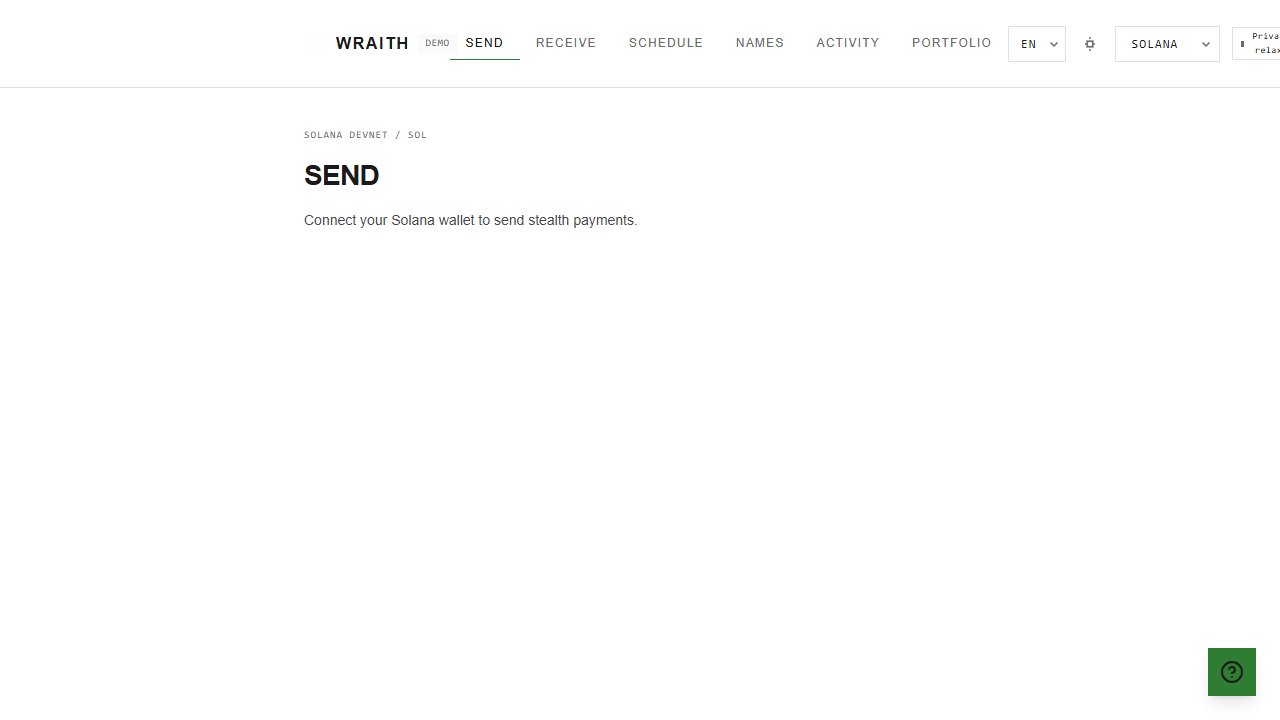 WRAITH DEMO SEND RECEIVE SCHEDULE NAMES ACTIVITY PORTFOLIO EN SOLANA
SOLANA DEVNET / SOL
SEND
Connect your Solana wallet to send stealth payments.